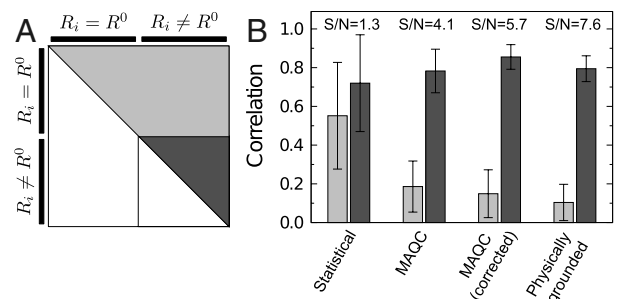 A
R_i = R^0
R_i ≠ R^0
R_i = R^0
R_i ≠ R^0
B
S/N=1.3
S/N=4.1
S/N=5.7
S/N=7.6
Correlation
1.0
0.8
0.6
0.4
0.2
0.0
Statistical
MAQC
MAQC
(corrected)
Physically
grounded